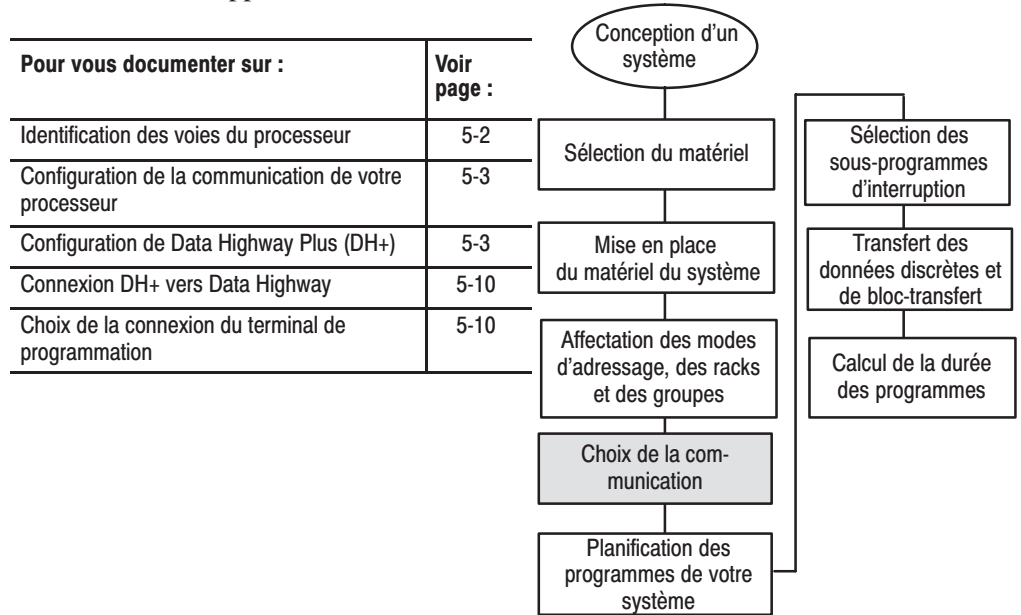 Pour vous documenter sur :
Voir
page :
Identification des voies du processeur
5-2
Configuration de la communication de votre
processeur
5-3
Configuration de Data Highway Plus (DH+)
5-3
Connexion DH+ vers Data Highway
5-10
Choix de la connexion du terminal de
programmation
5-10
Conception d'un
système
Sélection du matériel
Mise en place
du matériel du système
Affectation des modes
d'adressage, des racks
et des groupes
Choix de la com-
munication
Planification des
programmes de votre
système
Sélection des
sous-programmes
d'interruption
Transfert des
données discrètes et
de bloc-transfert
Calcul de la durée
des programmes